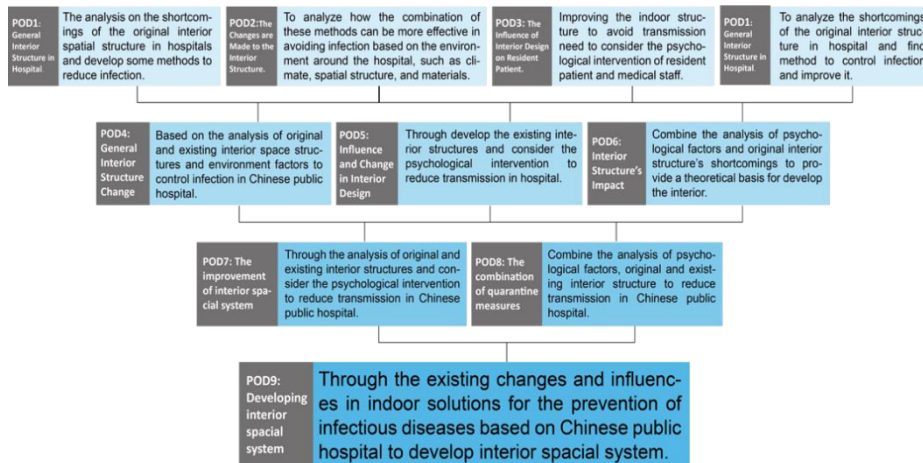 POD1:
General
Interior
Structure in
Hospital.
The analysis on the shortcom-
ings of the original interior
spatial structure in hospitals
and develop some methods to
reduce infection.
POD2:The
Changes are
Made to the
Interior
Structure.
To analyze how the combination
of these methods can be more effective in
avoiding infection based on the environment
around the hospital, such as cli-
mate, spatial structure, and materials.
POD3:
The Influence
of Interior
Design on
Resident
Patient.
Improving the indoor struc-
ture to avoid transmission
need to consider the psycho-
logical intervention of resident
patient and medical staff.
POD1:
General
Interior
Structure in
Hospital.
To analyze the shortcomings
of the original interior struc-
ture in hospital and find
method to control infection
and improve it.
POD4:
General
Interior
Structure
Change
Based on the analysis of original
and existing interior space struc-
tures and environment factors to
control infection in Chinese public
hospital.
POD5:
Influence
and Change
in Interior
Design
Through develop the existing inte-
rior structures and consider the
psychological intervention to
reduce transmission in hospital.
POD6:
Interior
Structure's
Impact
Combine the analysis of psycho-
logical factors and original interior
structure's shortcomings to pro-
vide a theoretical basis for develop
the interior.
POD7: The
improvement
of interior spa-
cial system
Through the analysis of original and
existing interior structures and con-
sider the psychological intervention
to reduce transmission in Chinese
public hospital.
POD8: The
combination
of quarantine
measures
Combine the analysis of psycho-
logical factors, original and exist-
ing interior structure to reduce
transmission in Chinese public
hospital.
POD9:
Developing
interior
spacial
system
Through the existing changes and influenc-
es in indoor solutions for the prevention of
infectious diseases based on Chinese public
hospital to develop interior spacial system.